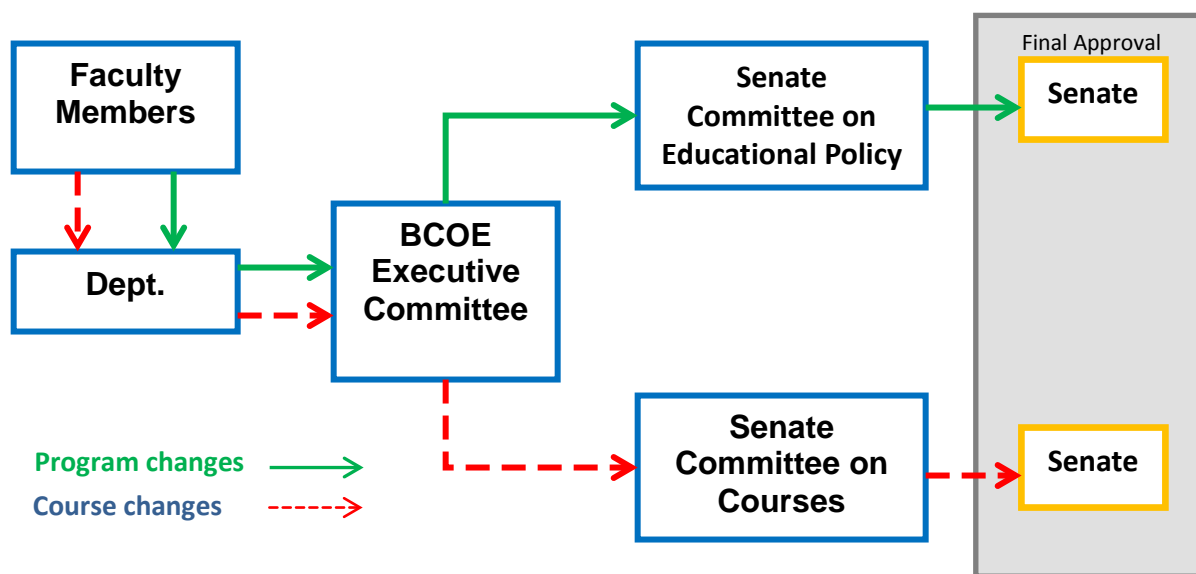 Faculty
Members
Dept.
BCOE
Executive
Committee
Senate
Committee on
Educational Policy
Senate
Committee on
Courses
Final Approval
Senate
Senate
Program changes
Course changes